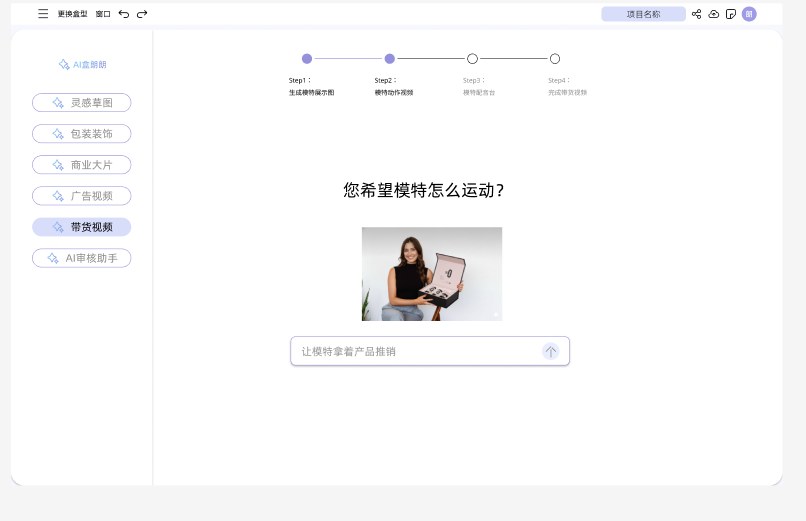 更换盒型 窗口 项目名称 朗
AI盒朗朗
灵感草图
包装装饰
商业大片
广告视频
带货视频
AI审核助手
Step1：
生成模特展示图
Step2：
模特动作视频
Step3：
模特配音台
Step4：
完成带货视频
您希望模特怎么运动?
让模特拿着产品推销